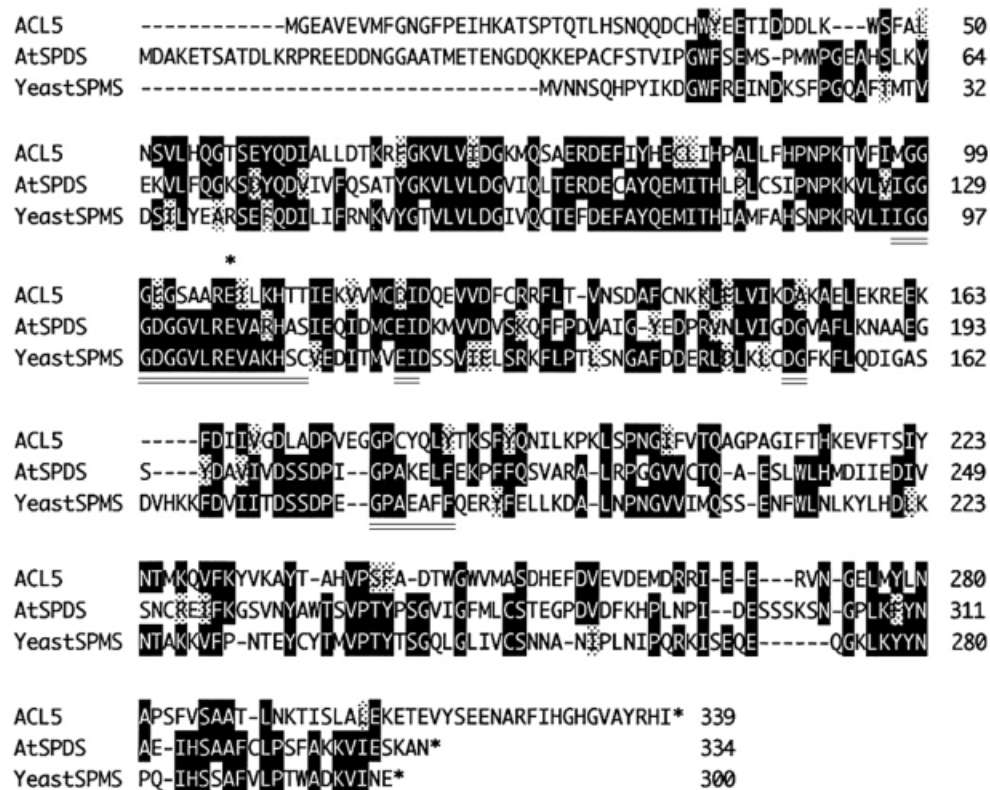 ACL5 ------------MGEAVEVMFGNGFPEIHKATSPTQTLHSNQQDCHWYEETIDDDLK---WSFAL 50
AtSPDS MDAKETSATDLKRPREEDDNGGAATMETENGDQKKEPACFSTVIPGWFSEMS-PMWPGEAHSLKV 64
YeastSPMS ---------------------------------MVNNSQHPYIKDGWFREINDKSFPGQAFIMTV 32
ACL5 NSVLHQGTSEYQDIALLDTKRFGKVLVIDGKMQSAERDEFIYHECLIHPALLFHPNPKTVFIMGG 99
AtSPDS EKVLFQGKSDYQDVIVFQSATYGKVLVLDGVIQLTERDECAYQEMITHLPLCSIPNPKKVLVIGG 129
YeastSPMS DSILYEARSEFQDILIFRNKVYGTVLVLDGIVQCTEFDEFAYQEMITHIAMFAHSNPKRVLIIGG 97
*
ACL5 GEGSAAREILKHTTIEKVVMCDIDQEVVDFCRRFLT-VNSDAFCNKKLELVIKDAKAELEKREEK 163
AtSPDS GDGGVLREVARHASIEQIDMCEIDKMVVDVSKQFFPDVAIG-YEDPRVNLVIGDGVAFLKNAAEG 193
YeastSPMS GDGGVLREVAKHSCVEDITMVEIDSSVIELSRKFLPTLSNGAFDDERLDLKLCDGFKFLQDIGAS 162
ACL5 -----FDIIVGDLADPVEGGPCYQLYTKSFYQNILKPKLSPNGIFVTQAGPAGIFTHKEVFTSIY 223
AtSPDS S----YDAVIVDSSDPI--GPAKELFEKPFFQSVARA-LRPGGVVCTQ-A-ESLWLHMDIIEDIV 249
YeastSPMS DVHKKFDVIITDSSDPE--GPAEAFFQERYFELLKDA-LNPNGVVIMQSS-ENFWLNLKYLHDLK 223
ACL5 NTMKQVFKYVKAYT-AHVPSFA-DTWGWVMASDHEFDVEVDEMDRRI-E-E---RVN-GELMYLN 280
AtSPDS SNCREIFKGSVNYAWTSVPTYPSGVIGFMLCSTEGPDVDFKHPLNPI--DESSSKSN-GPLKFYN 311
YeastSPMS NTAKKVFP-NTEYCYTMVPTYTSGQLGLIVCSNNA-NIPLNIPQRKISEQE------QGKLKYYN 280
ACL5 APSFVSAAT-LNKTISLALEKETEVYSEENARFIHGHGVAYRHI* 339
AtSPDS AE-IHSAAFCLPSFAKKVIESKAN* 334
YeastSPMS PQ-IHSSAFVLPTWADKVINE* 300